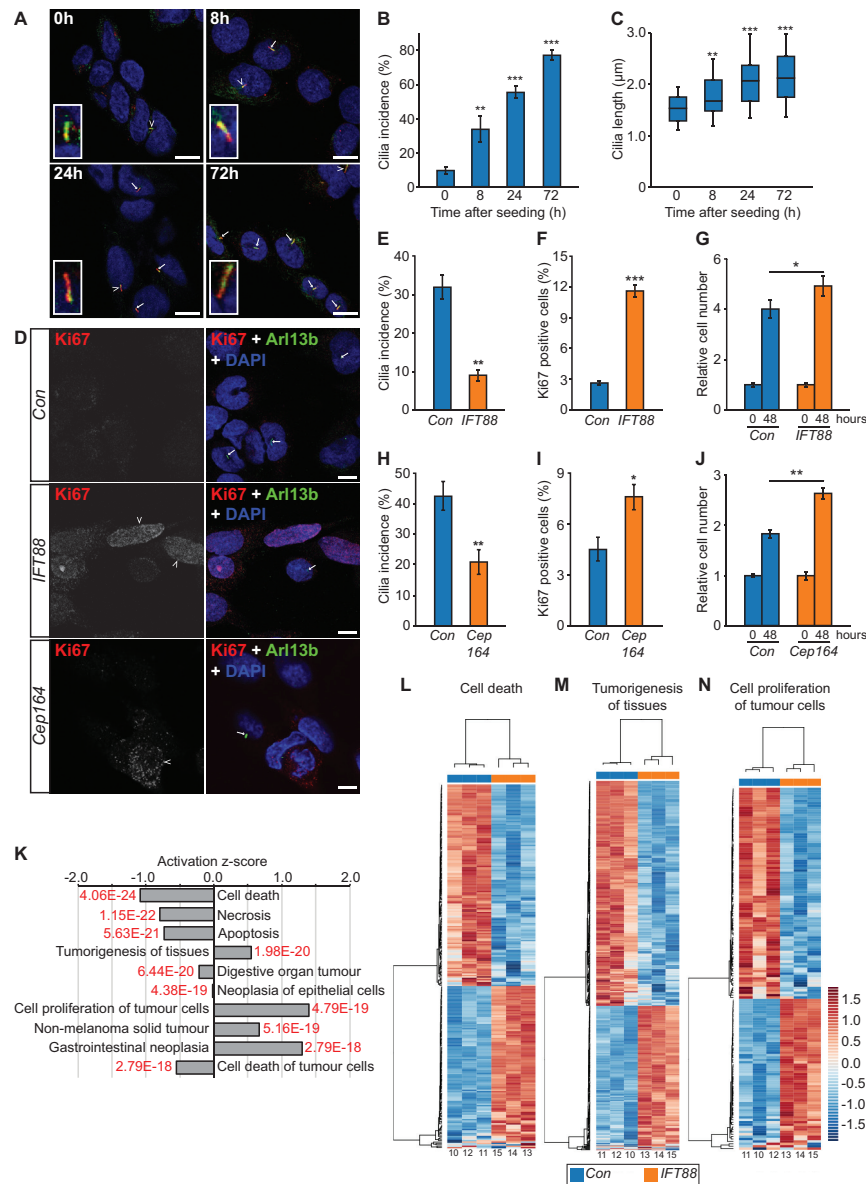 A
0h
8h
24h
72h
B
Cilia incidence (%)
80
60
40
20
0
**
***
***
0 8 24 72
Time after seeding (h)
C
Cilia length (µm)
3.0
2.0
1.0
0
**
***
***
0 8 24 72
Time after seeding (h)
D
Con
Ki67
Ki67 + Arl13b
+ DAPI
IFT88
Ki67
Ki67 + Arl13b
+ DAPI
Cep164
Ki67
Ki67 + Arl13b
+ DAPI
E
Cilia incidence (%)
40
30
20
10
0
**
Con IFT88
F
Ki67 positive cells (%)
15
12
9
6
3
0
***
Con IFT88
G
Relative cell number
6
4
2
0
*
0 48 0 48 hours
Con IFT88
H
Cilia incidence (%)
50
40
30
20
10
0
**
Con Cep
164
I
Ki67 positive cells (%)
9
6
3
0
*
Con Cep
164
J
Relative cell number
3
2
1
0
**
0 48 0 48 hours
Con Cep164
K
Activation z-score
-2.0 -1.0 0.0 1.0 2.0
4.06E-24 Cell death
1.15E-22 Necrosis
5.63E-21 Apoptosis
Tumorigenesis of tissues 1.98E-20
6.44E-20 Digestive organ tumour
4.38E-19 Neoplasia of epithelial cells
Cell proliferation of tumour cells 4.79E-19
Non-melanoma solid tumour 5.16E-19
Gastrointestinal neoplasia 2.79E-18
2.79E-18 Cell death of tumour cells
L
Cell death
10 12 11 15 14 13
M
Tumorigenesis
of tissues
11 12 10 13 14 15
N
Cell proliferation
of tumour cells
11 10 12 13 14 15
1.5
1.0
0.5
0.0
-0.5
-1.0
-1.5
Con IFT88